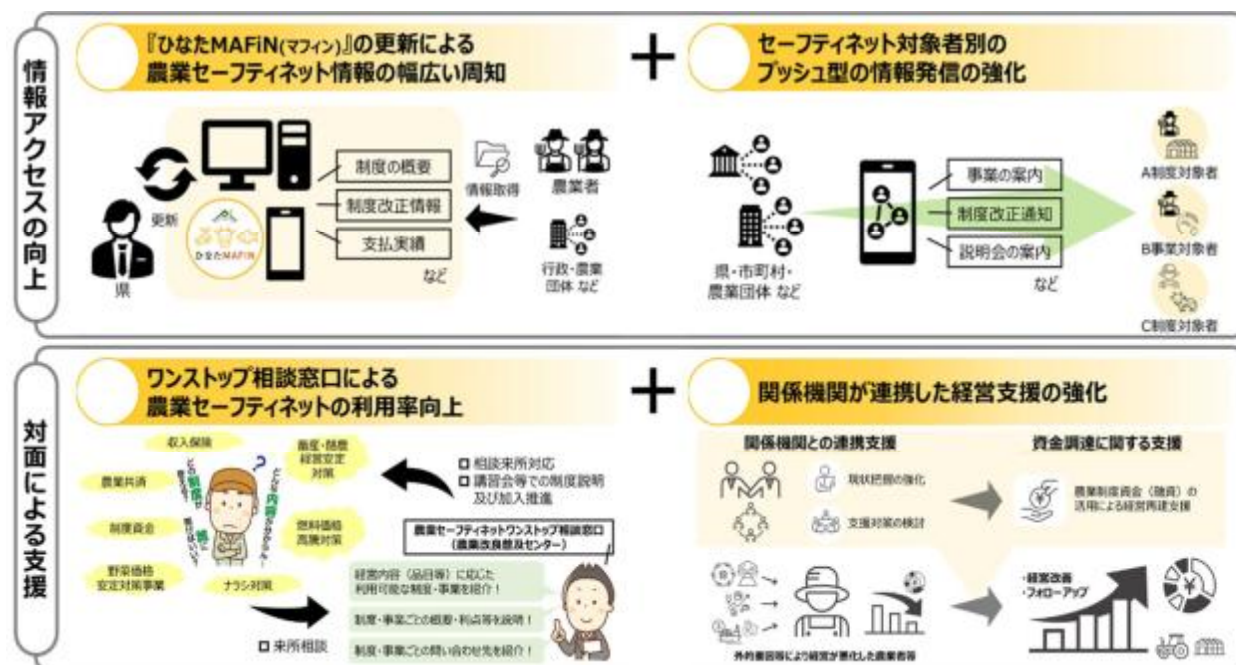 情報アクセスの向上
『ひなたMAFiN(マフィン)』の更新による
農業セーフティネット情報の幅広い周知
+
セーフティネット対象者別の
プッシュ型の情報発信の強化
県
更新
ひなたMAFiN
制度の概要
制度改正情報
支払実績
など
情報取得
農業者
行政・農業
団体 など
県・市町村・
農業団体 など
事業の案内
制度改正通知
説明会の案内
など
A制度対象者
B事業対象者
C制度対象者
対面による支援
ワンストップ相談窓口による
農業セーフティネットの利用率向上
+
関係機関が連携した経営支援の強化
収入保険
農業共済
制度資金
野菜価格
安定対策事業
ナラシ対策
燃料価格
高騰対策
畜産・酪農
経営安定
対策
?
□ 相談来所対応
□ 講習会等での制度説明
及び加入推進
農業セーフティネットワンストップ相談窓口
(農業改良普及センター)
経営内容（品目等）に応じた
利用可能な制度・事業を紹介！
制度・事業ごとの概要・利点等を説明！
制度・事業ごとの問い合わせ先を紹介！
□ 来所相談
関係機関との連携支援
現状把握の強化
支援対策の検討
資金調達に関する支援
農業制度資金（融資）の
活用による経営再建支援
外的要因等により経営が悪化した農業者等
・経営改善
・フォローアップ
¥